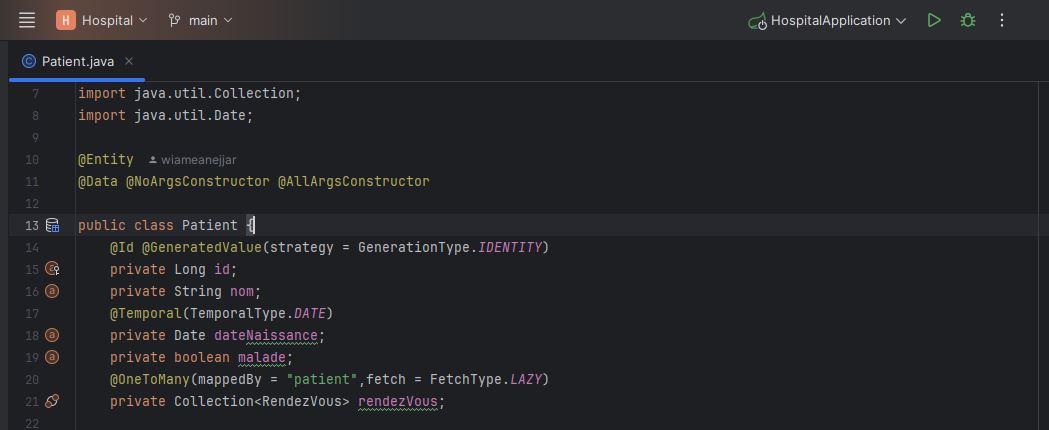 H Hospital main HospitalApplication
Patient.java
7 import java.util.Collection;
8 import java.util.Date;
9
10 @Entity wiameanejjar
11 @Data @NoArgsConstructor @AllArgsConstructor
12
13 public class Patient {
14 @Id @GeneratedValue(strategy = GenerationType.IDENTITY)
15 private Long id;
16 private String nom;
17 @Temporal(TemporalType.DATE)
18 private Date dateNaissance;
19 private boolean malade;
20 @OneToMany(mappedBy = "patient",fetch = FetchType.LAZY)
21 private Collection<RendezVous> rendezVous;
22